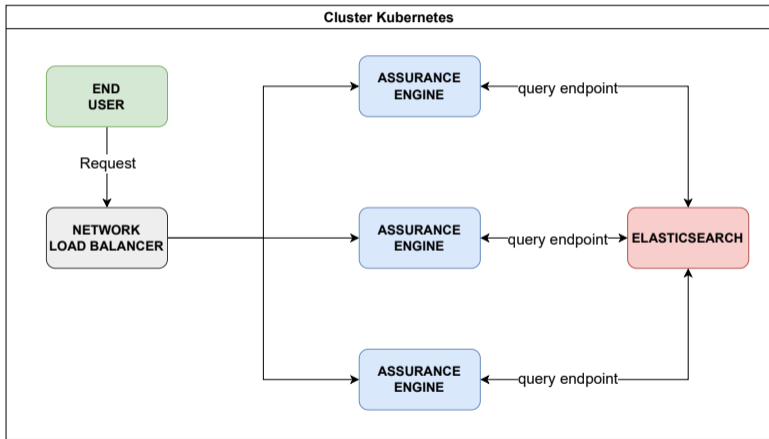 Cluster Kubernetes
END
USER
Request
NETWORK
LOAD BALANCER
ASSURANCE
ENGINE
query endpoint
ASSURANCE
ENGINE
query endpoint
ELASTICSEARCH
ASSURANCE
ENGINE
query endpoint